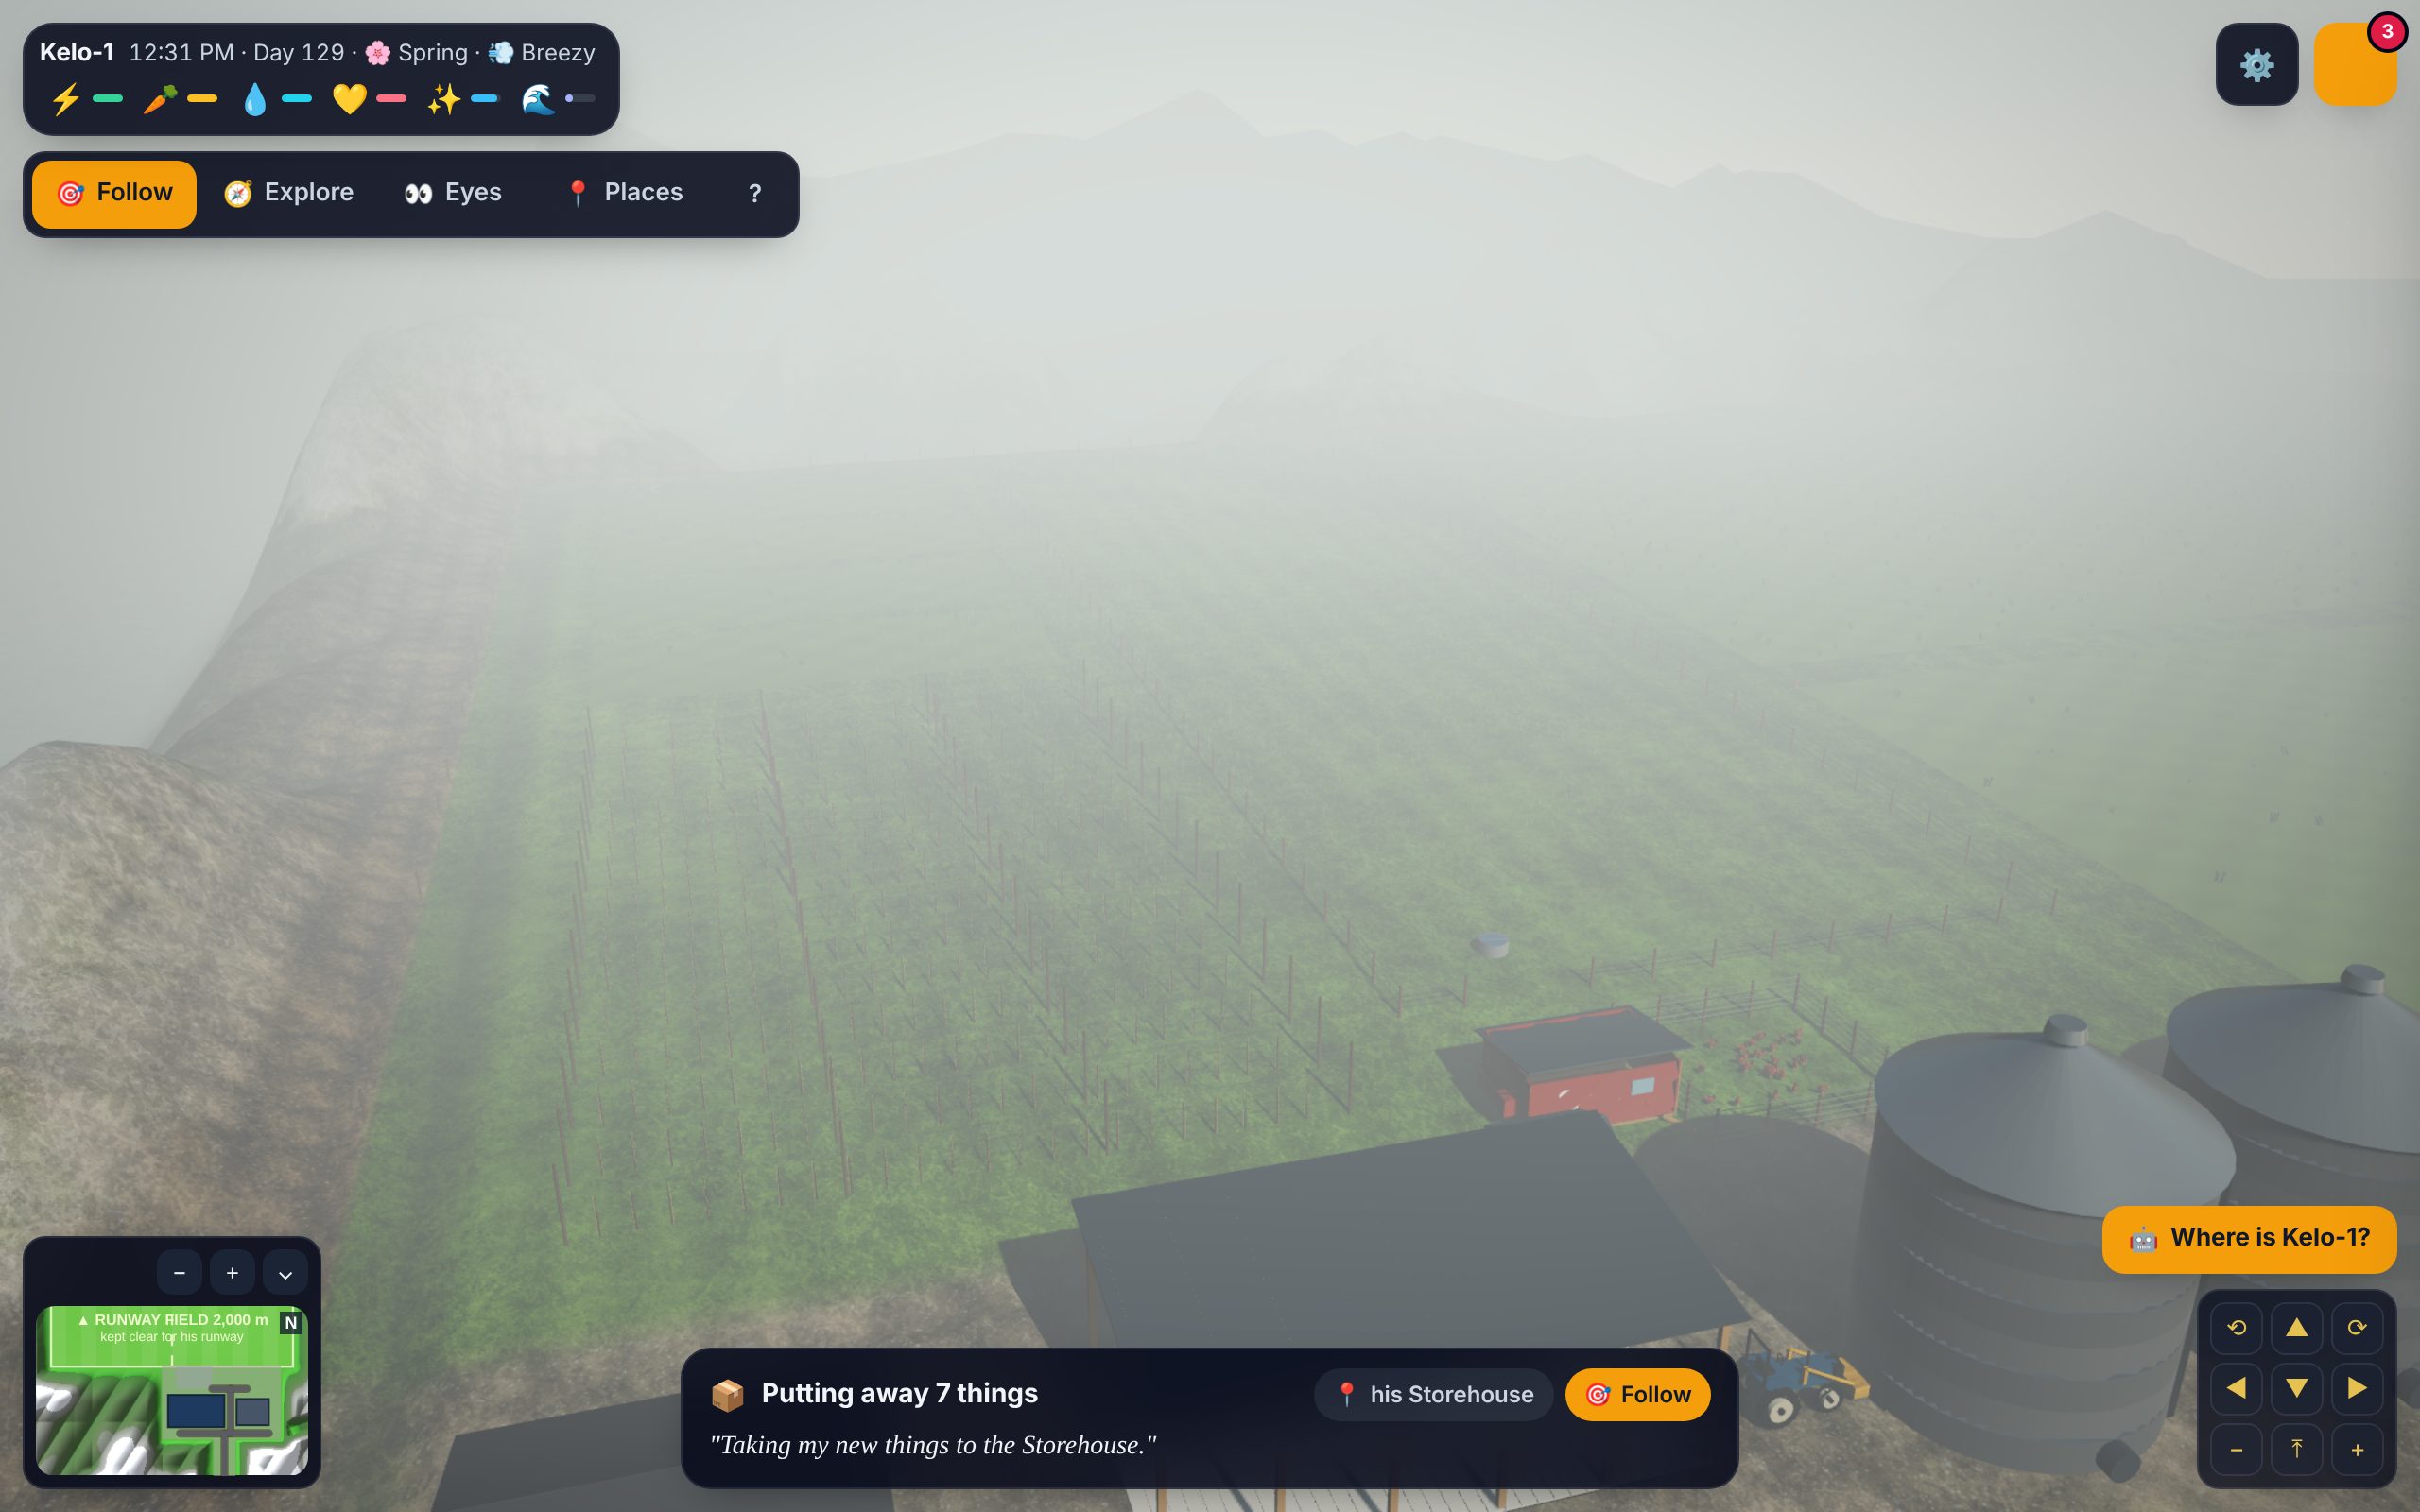 Kelo-1 12:31 PM · Day 129 · 🌸 Spring · 💨 Breezy
3
Follow
Explore
Eyes
Places
?
Where is Kelo-1?
− +
▲ RUNWAY FIELD 2,000 m
N
kept clear for his runway
Putting away 7 things
his Storehouse
Follow
"Taking my new things to the Storehouse."
− +